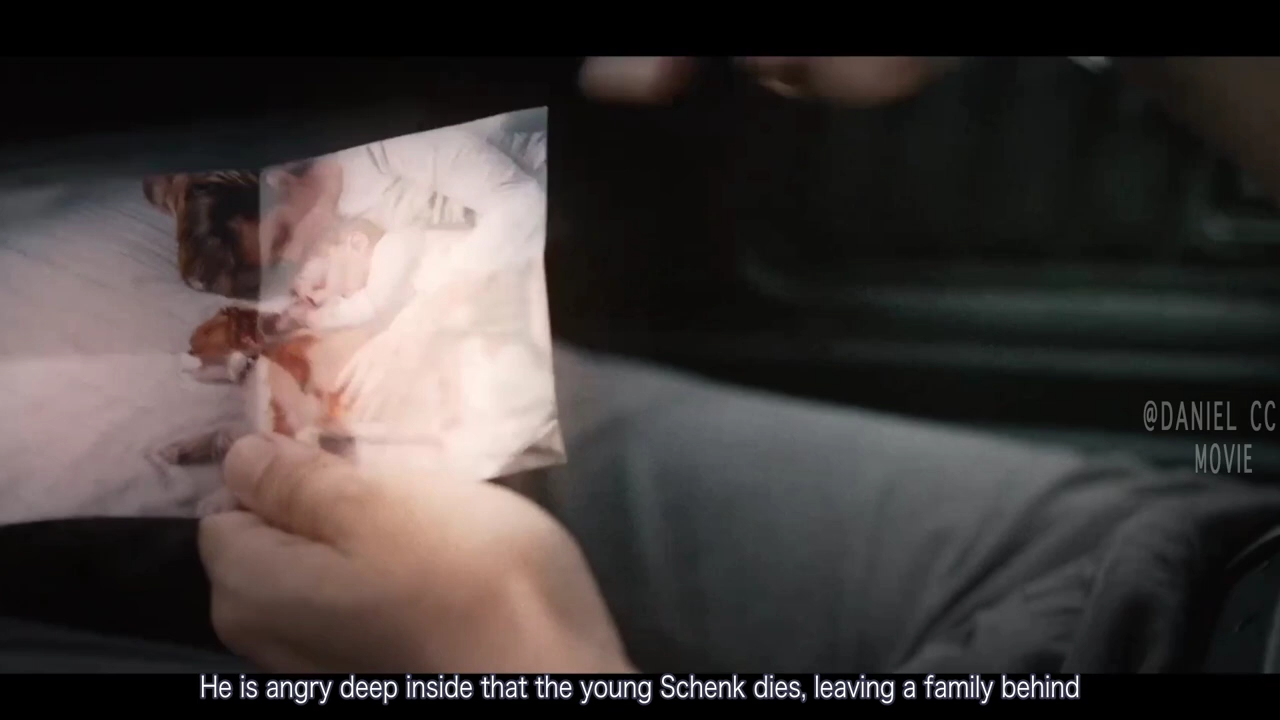 @DANIEL CC
MOVIE
He is angry deep inside that the young Schenk dies, leaving a family behind